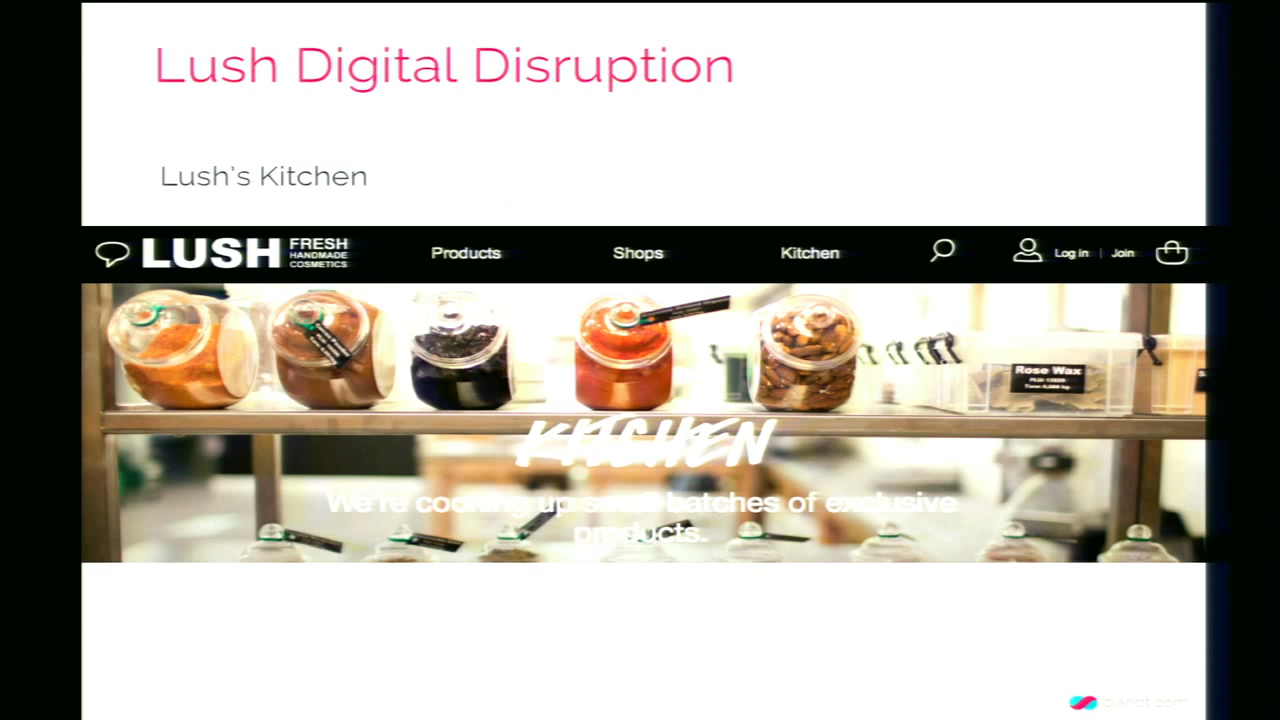 Lush Digital Disruption
Lush's Kitchen
LUSH FRESH
HANDMADE
COSMETICS
Products
Shops
Kitchen
Log in | Join
Rose Wax
KITCHEN
We're cooking up small batches of exclusive
products.